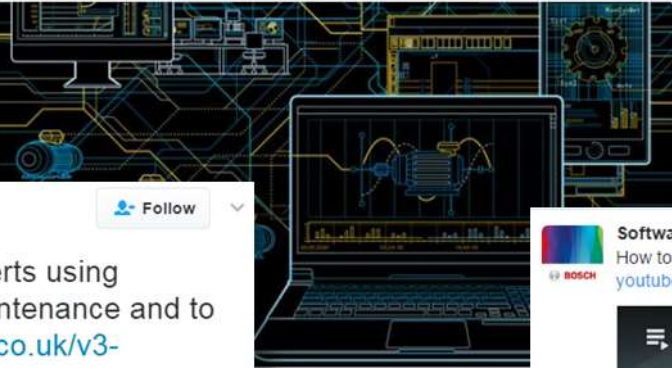 Follow
erts using
ntenance and to
co.uk/v3-
Softwa
How to
BOSCH
youtub